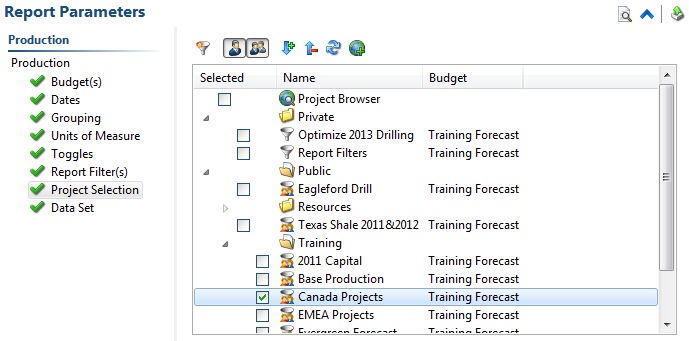 Report Parameters
Production
Production
Budget(s)
Dates
Grouping
Units of Measure
Toggles
Report Filter(s)
Project Selection
Data Set
Selected Name Budget
Project Browser
Private
Optimize 2013 Drilling Training Forecast
Report Filters Training Forecast
Public
Eagleford Drill Training Forecast
Resources
Texas Shale 2011&2012 Training Forecast
Training
2011 Capital Training Forecast
Base Production Training Forecast
Canada Projects Training Forecast
EMEA Projects Training Forecast
Evergreen Forecast Training Forecast